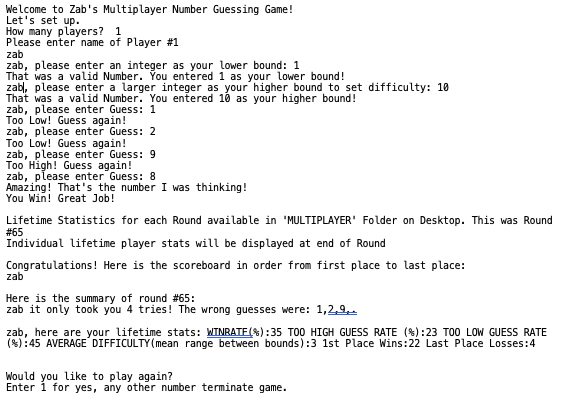 Welcome to Zab's Multiplayer Number Guessing Game!
Let's set up.
How many players?  1
Please enter name of Player #1
zab
zab, please enter an integer as your lower bound: 1
That was a valid Number. You entered 1 as your lower bound!
zab, please enter a larger integer as your higher bound to set difficulty: 10
That was a valid Number. You entered 10 as your higher bound!
zab, please enter Guess: 1
Too Low! Guess again!
zab, please enter Guess: 2
Too Low! Guess again!
zab, please enter Guess: 9
Too High! Guess again!
zab, please enter Guess: 8
Amazing! That's the number I was thinking!
You Win! Great Job!
Lifetime Statistics for each Round available in 'MULTIPLAYER' Folder on Desktop. This was Round
#65
Individual lifetime player stats will be displayed at end of Round
Congratulations! Here is the scoreboard in order from first place to last place:
zab
Here is the summary of round #65:
zab it only took you 4 tries! The wrong guesses were: 1,2,9,.
zab, here are your lifetime stats: WINRATE(%):35 TOO HIGH GUESS RATE (%):23 TOO LOW GUESS RATE
(%):45 AVERAGE DIFFICULTY(mean range between bounds):3 1st Place Wins:22 Last Place Losses:4
Would you like to play again?
Enter 1 for yes, any other number terminate game.